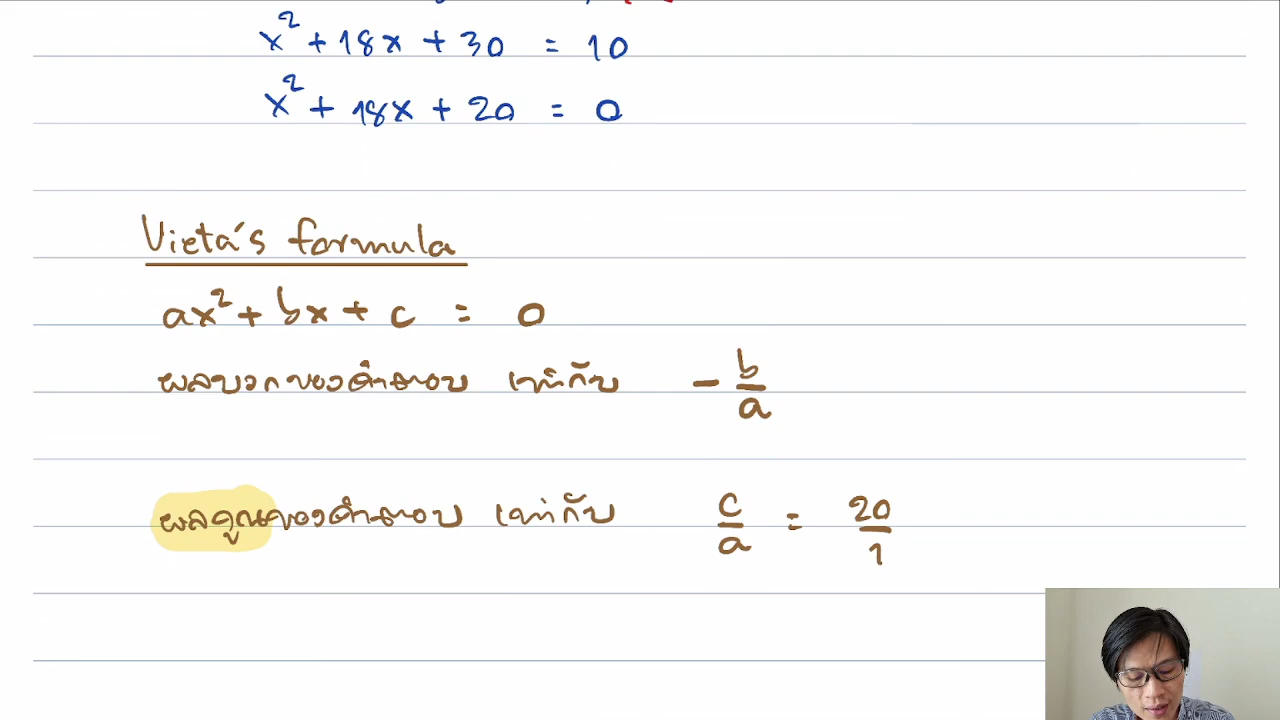 x² + 18x + 30 = 10
x² + 18x + 20 = 0
Vieta's formula
ax² + bx + c = 0
ผลบวกของคำตอบ เท่ากับ - b/a
ผลคูณของคำตอบ เท่ากับ c/a = 20/1